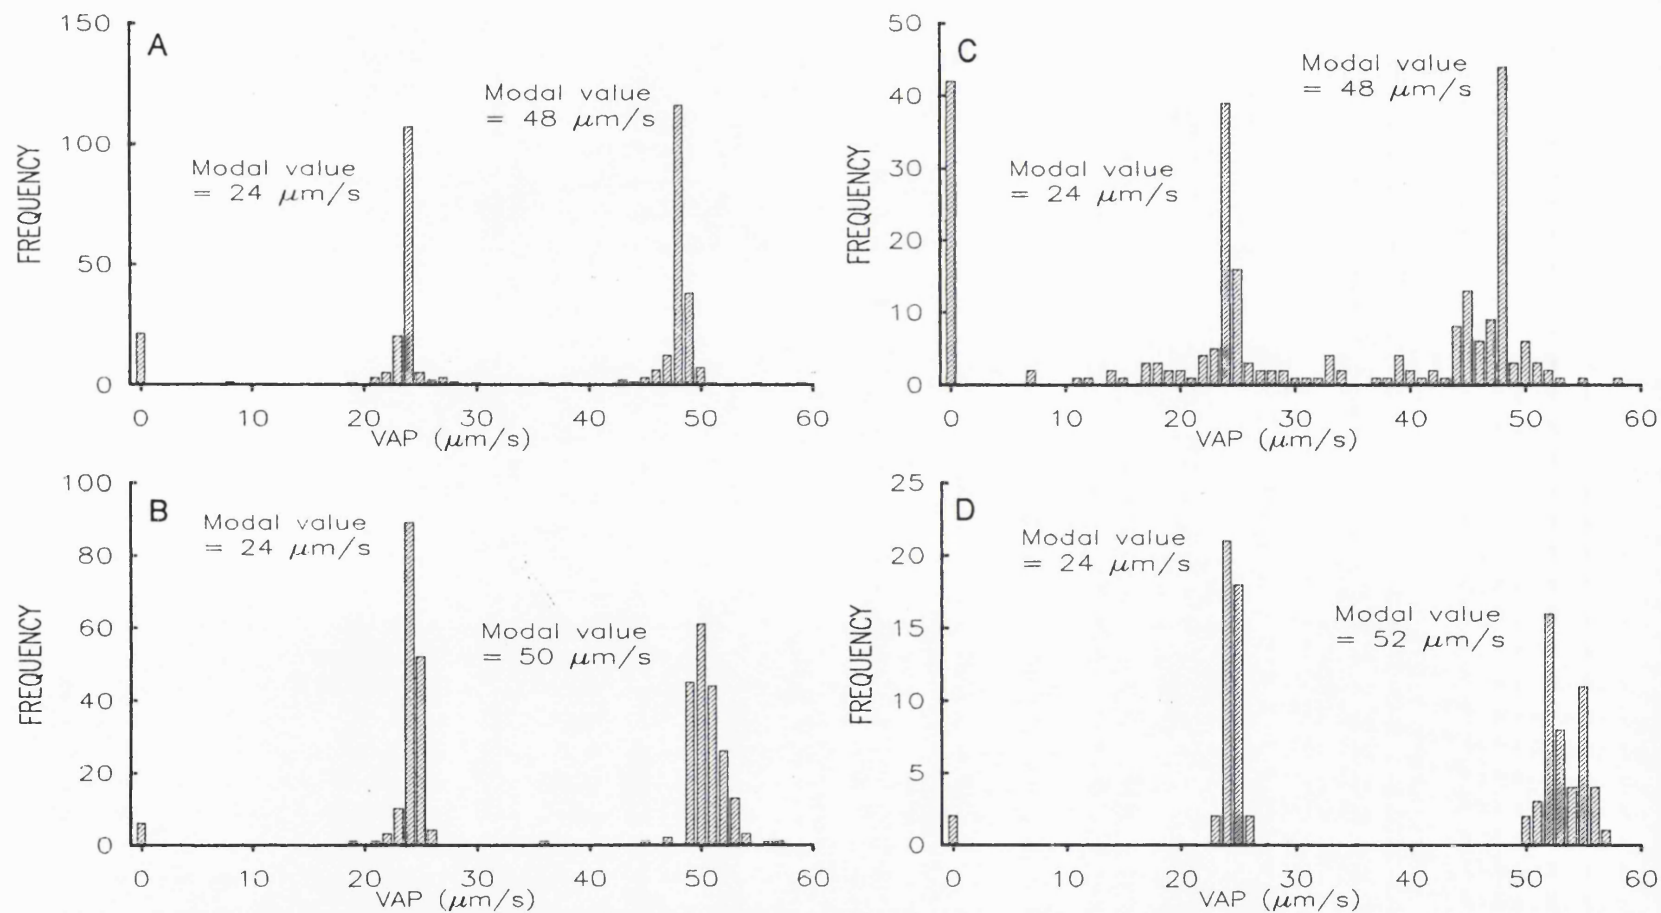 A
150
100
50
0
FREQUENCY
Modal value
= 24 μm/s
Modal value
= 48 μm/s
0 10 20 30 40 50 60
VAP (μm/s)
C
50
40
30
20
10
0
FREQUENCY
Modal value
= 24 μm/s
Modal value
= 48 μm/s
0 10 20 30 40 50 60
VAP (μm/s)
B
100
80
60
40
20
0
FREQUENCY
Modal value
= 24 μm/s
Modal value
= 50 μm/s
0 10 20 30 40 50 60
VAP (μm/s)
D
25
20
15
10
5
0
FREQUENCY
Modal value
= 24 μm/s
Modal value
= 52 μm/s
0 10 20 30 40 50 60
VAP (μm/s)